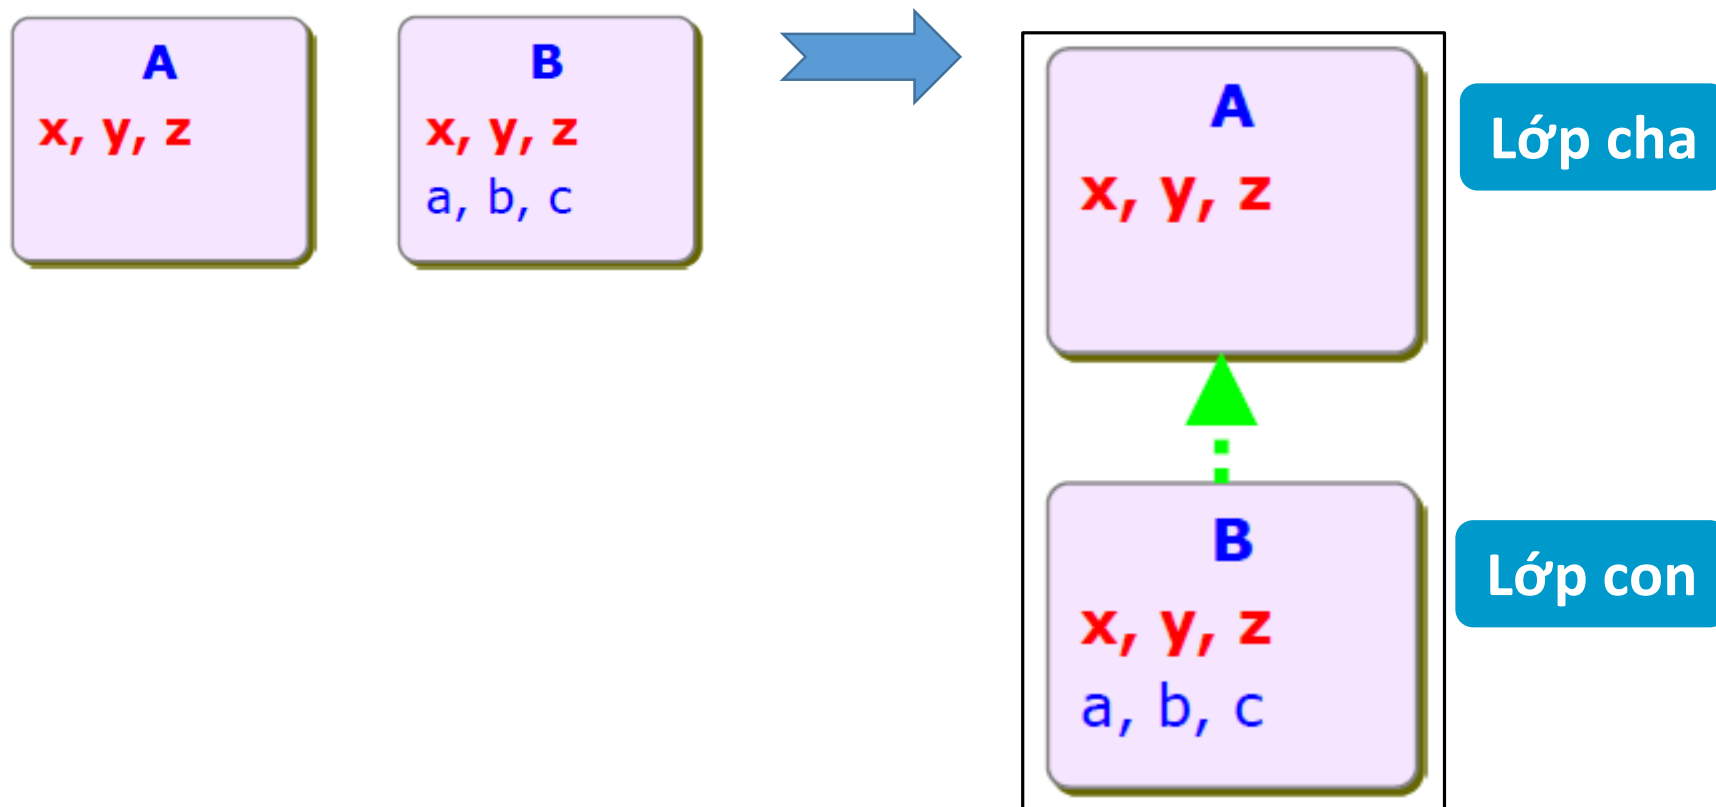 A
x, y, z
B
x, y, z
a, b, c
A
x, y, z
Lớp cha
B
x, y, z
a, b, c
Lớp con